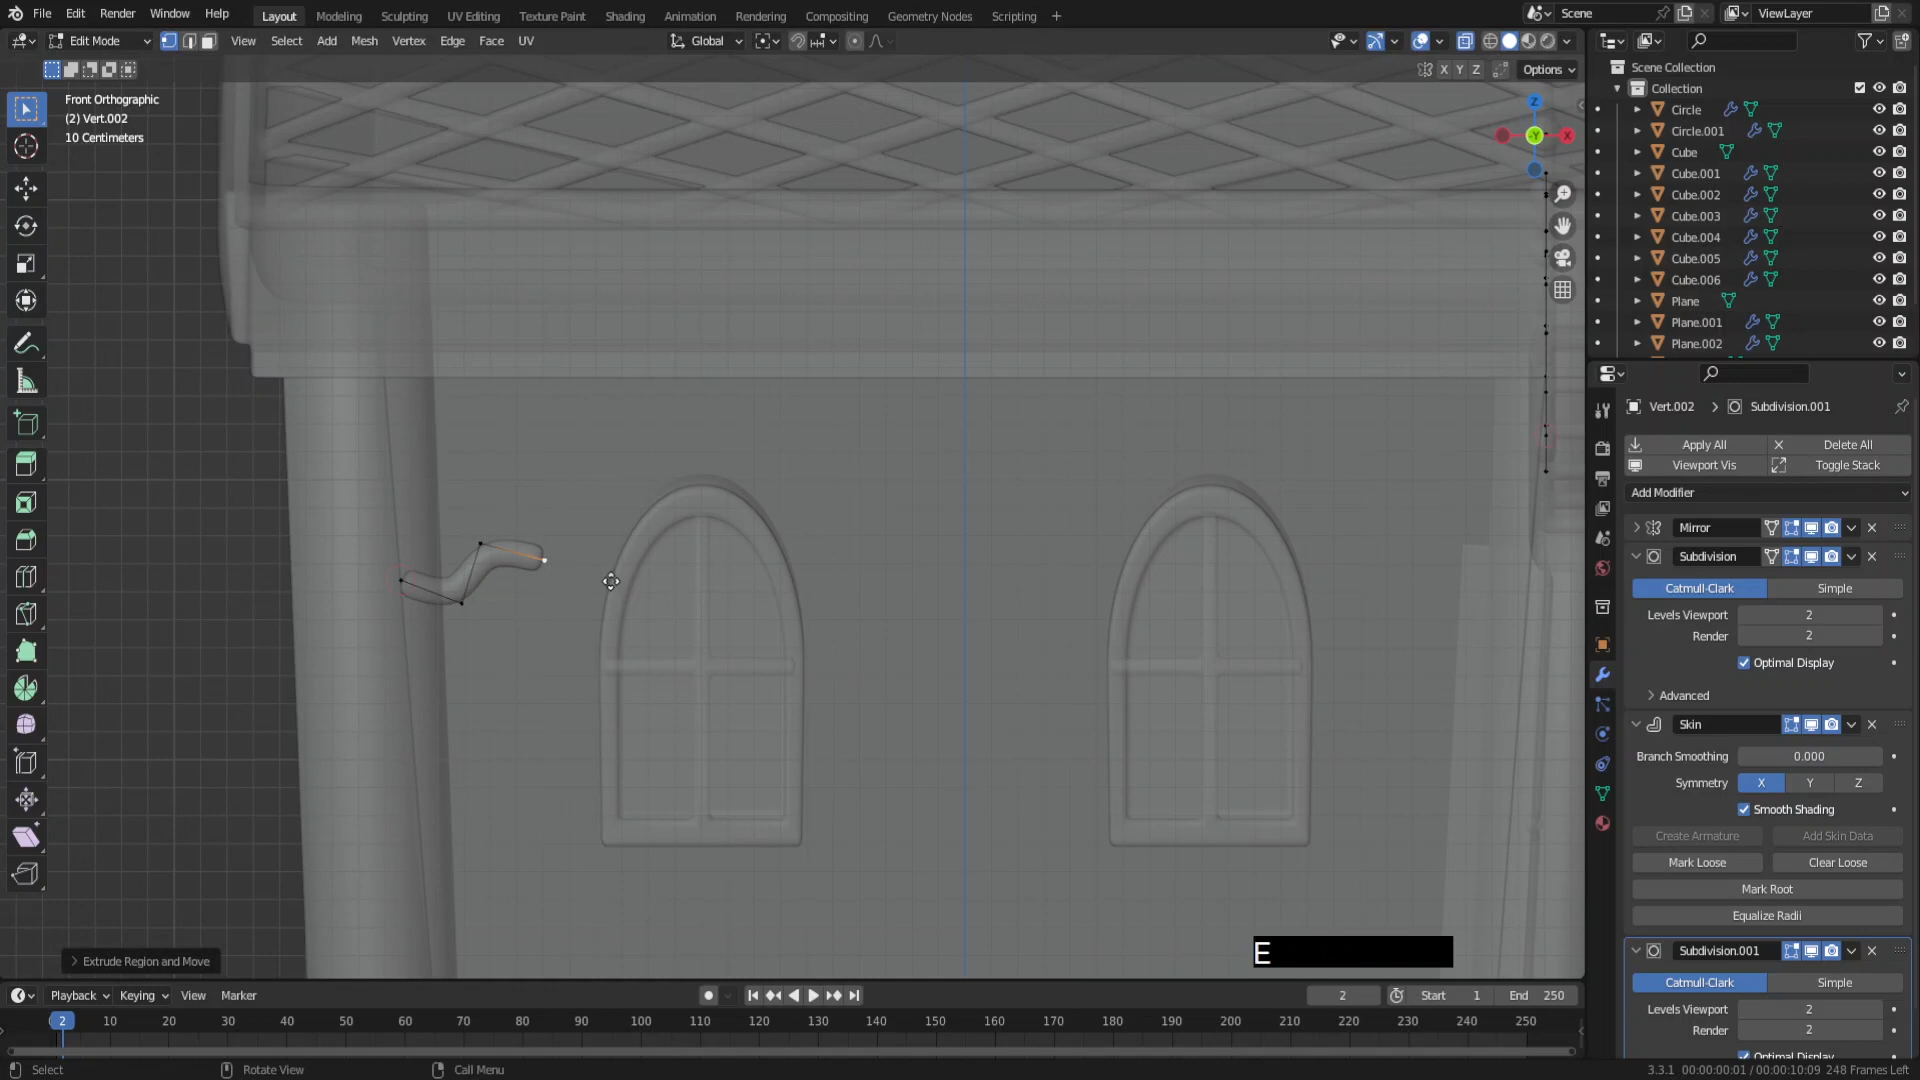 File Edit Render Window Help
Layout Modeling Sculpting UV Editing Texture Paint Shading Animation Rendering Compositing Geometry Nodes Scripting +
Scene
ViewLayer
Edit Mode View Select Add Mesh Vertex Edge Face UV
Global
X Y Z Options
Front Orthographic
(2) Vert.002
10 Centimeters
Z
Y
X
Scene Collection
Collection
Circle
Circle.001
Cube
Cube.001
Cube.002
Cube.003
Cube.004
Cube.005
Cube.006
Plane
Plane.001
Plane.002
Vert.002 > Subdivision.001
Apply All Delete All
Viewport Vis Toggle Stack
Add Modifier
Mirror
Subdivision
Catmull-Clark Simple
Levels Viewport 2
Render 2
Optimal Display
Advanced
Skin
Branch Smoothing 0.000
Symmetry X Y Z
Smooth Shading
Create Armature Add Skin Data
Mark Loose Clear Loose
Mark Root
Equalize Radii
Subdivision.001
Catmull-Clark Simple
Levels Viewport 2
Render 2
Optimal Display
Extrude Region and Move
E
Playback Keying View Marker
2 Start 1 End 250
2 10 20 30 40 50 60 70 80 90 100 110 120 130 140 150 160 170 180 190 200 210 220 230 240 250
Select Rotate View Call Menu
3.3.1 00:00:00:01 / 00:00:10:09 248 Frames Left